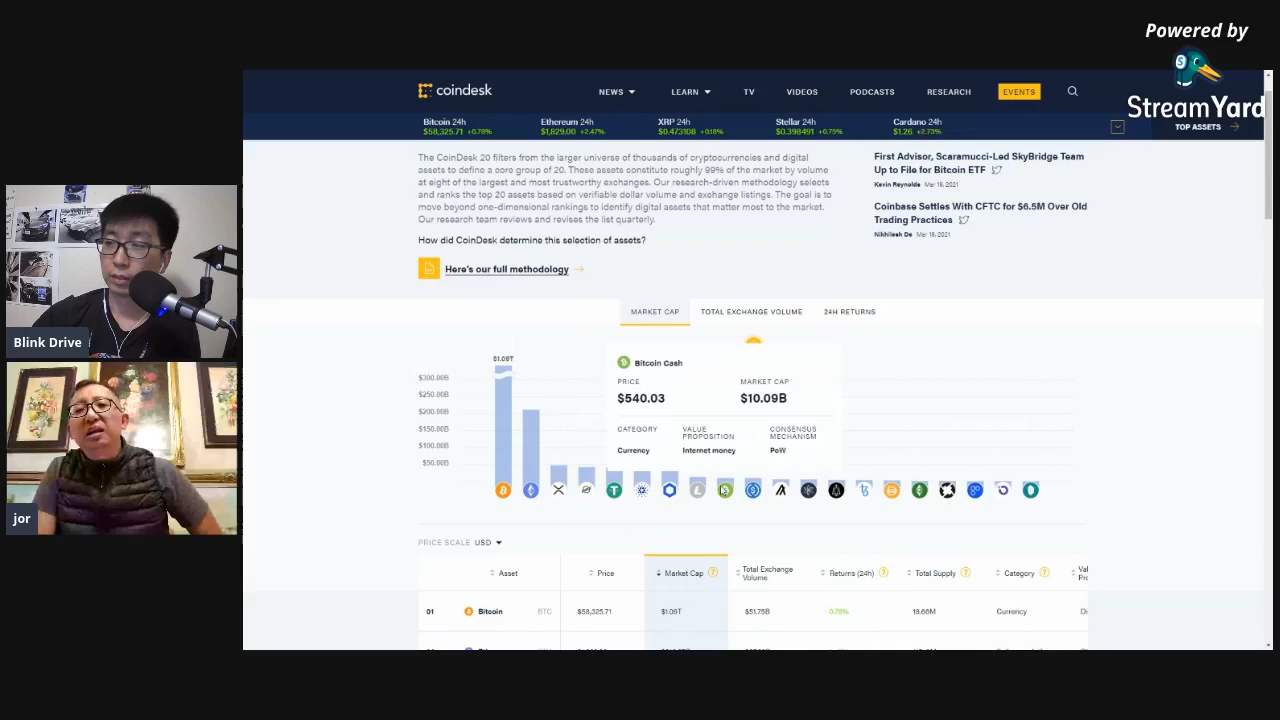 Powered by
StreamYard
coindesk
NEWS
LEARN
TV
VIDEOS
PODCASTS
RESEARCH
EVENTS
Bitcoin 24h
$58,325.71 +0.78%
Ethereum 24h
$1,829.00 +2.47%
XRP 24h
$0.473108 +0.18%
Stellar 24h
$0.398491 +0.75%
Cardano 24h
$1.26 +2.73%
TOP ASSETS
The CoinDesk 20 filters from the larger universe of thousands of cryptocurrencies and digital
assets to define a core group of 20. These assets constitute roughly 99% of the market by volume
at eight of the largest and most trustworthy exchanges. Our research-driven methodology selects
and ranks the top 20 assets based on verifiable dollar volume and exchange listings. The goal is to
move beyond one-dimensional rankings to identify digital assets that matter most to the market.
Our research team reviews and revises the list quarterly.
How did CoinDesk determine this selection of assets?
Here's our full methodology
First Advisor, Scaramucci-Led SkyBridge Team
Up to File for Bitcoin ETF
Kevin Reynolds Mar 19, 2021
Coinbase Settles With CFTC for $6.5M Over Old
Trading Practices
Nikhilesh De Mar 19, 2021
MARKET CAP
TOTAL EXCHANGE VOLUME
24H RETURNS
$1.09T
$300.00B
$250.00B
$200.00B
$150.00B
$100.00B
$50.00B
Bitcoin Cash
PRICE
MARKET CAP
$540.03
$10.09B
CATEGORY
VALUE
PROPOSITION
CONSENSUS
MECHANISM
Currency
Internet money
PoW
PRICE SCALE USD
Asset
Price
Market Cap
Total Exchange
Volume
Returns (24h)
Total Supply
Category
01
Bitcoin
BTC
$58,325.71
$1.09T
$51.75B
0.78%
18.66M
Currency
Blink Drive
jor